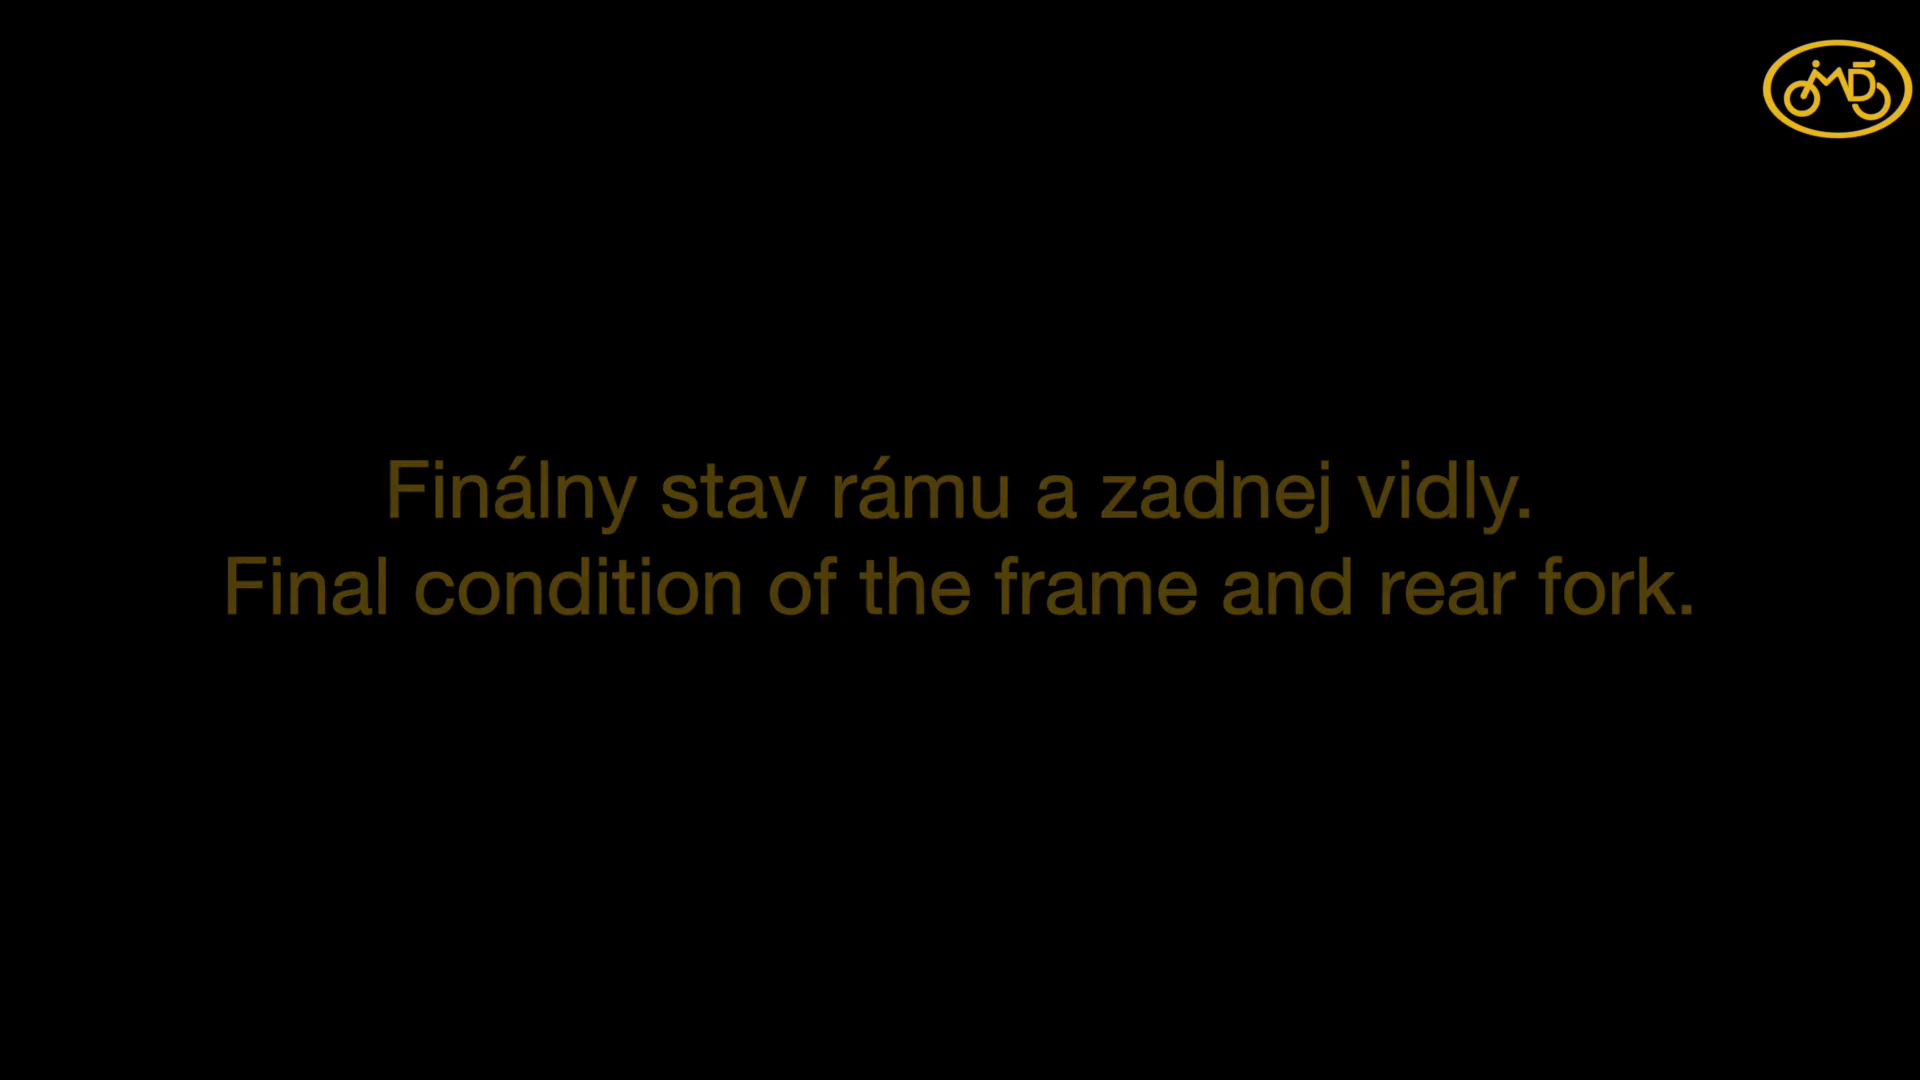 Finálny stav rámu a zadnej vidly.
Final condition of the frame and rear fork.